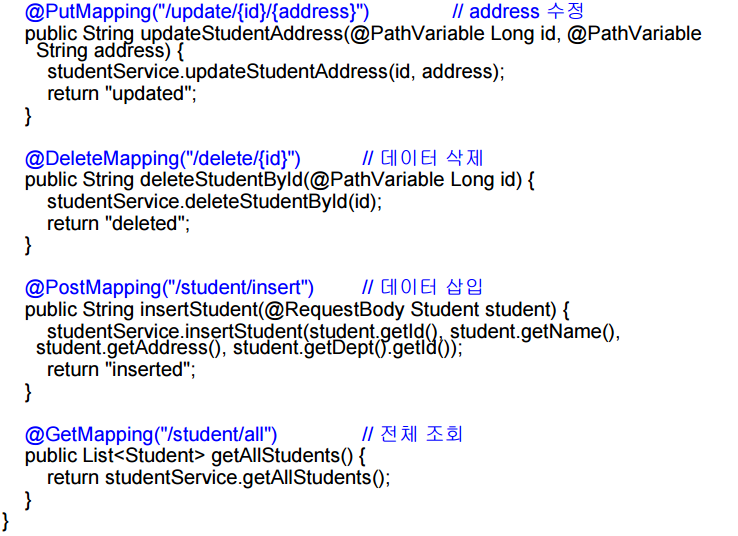 @PutMapping("/update/{id}/{address}") // address 수정
public String updateStudentAddress(@PathVariable Long id, @PathVariable
String address) {
studentService.updateStudentAddress(id, address);
return "updated";
}
@DeleteMapping("/delete/{id}") // 데이터 삭제
public String deleteStudentById(@PathVariable Long id) {
studentService.deleteStudentById(id);
return "deleted";
}
@PostMapping("/student/insert") // 데이터 삽입
public String insertStudent(@RequestBody Student student) {
studentService.insertStudent(student.getId(), student.getName(),
student.getAddress(), student.getDept().getId());
return "inserted";
}
@GetMapping("/student/all") // 전체 조회
public List<Student> getAllStudents() {
return studentService.getAllStudents();
}
}